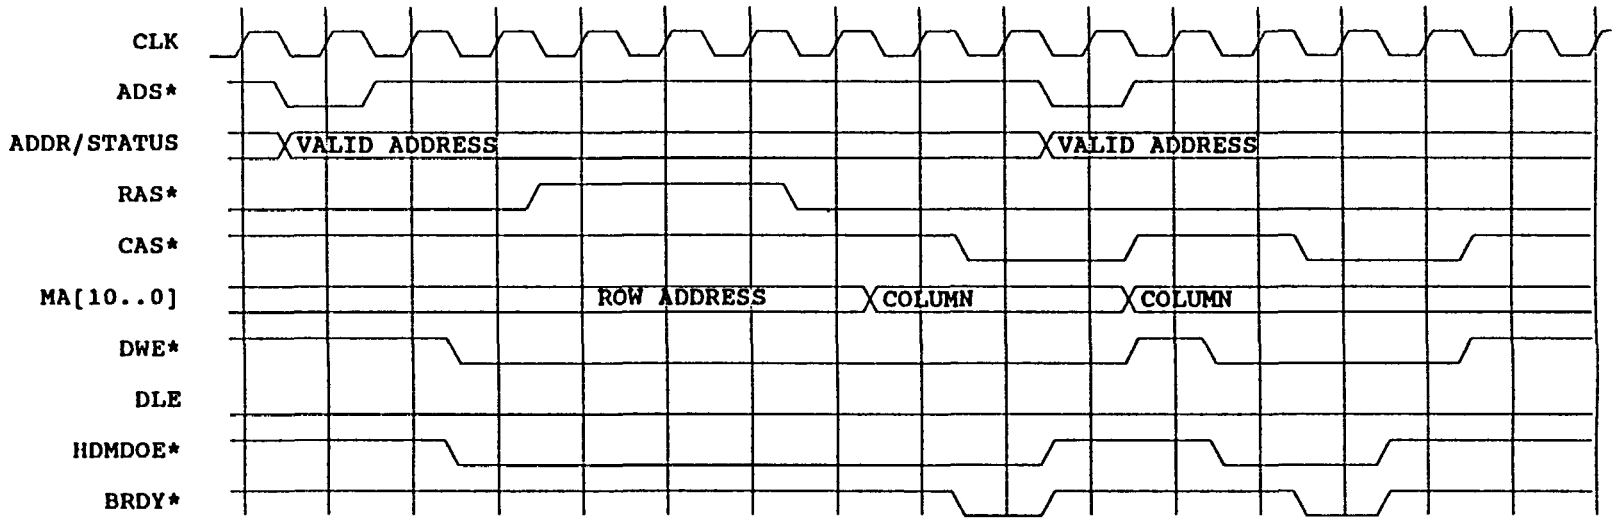 CLK
ADS*
ADDR/STATUS VALID ADDRESS VALID ADDRESS
RAS*
CAS*
MA[10..0] ROW ADDRESS COLUMN COLUMN
DWE*
DLE
HDMDOE*
BRDY*